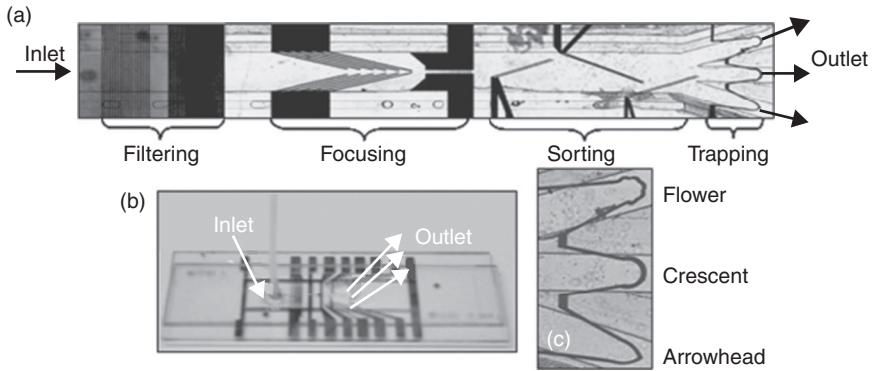 (a)
Inlet
Outlet
Filtering
Focusing
Sorting
Trapping
(b)
Inlet
Outlet
Flower
Crescent
(c)
Arrowhead